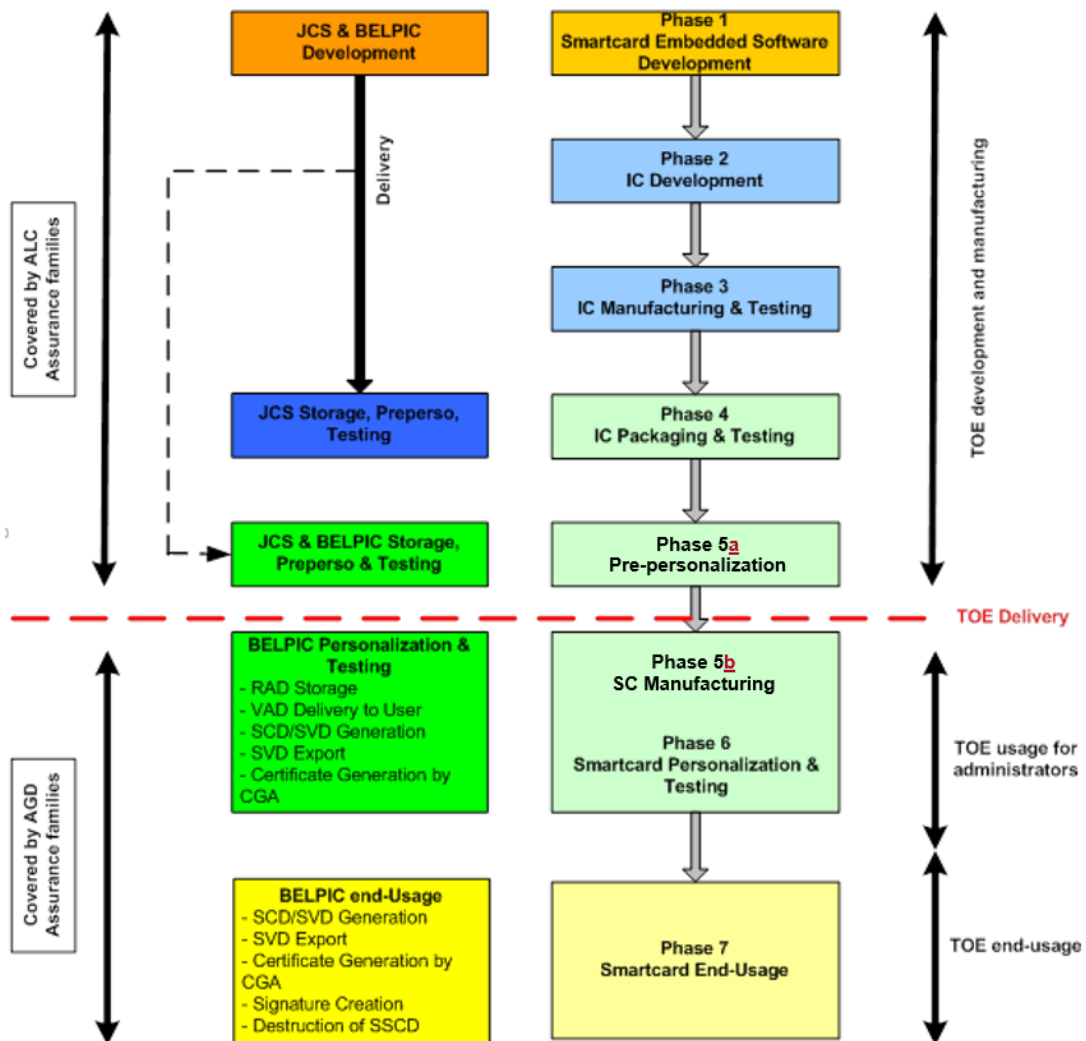 JCS & BELPIC
Development
Phase 1
Smartcard Embedded Software
Development
Delivery
Phase 2
IC Development
Covered by ALC
Assurance families
Phase 3
IC Manufacturing & Testing
TOE development and manufacturing
JCS Storage, Preperso,
Testing
Phase 4
IC Packaging & Testing
JCS & BELPIC Storage,
Preperso & Testing
Phase 5a
Pre-personalization
TOE Delivery
BELPIC Personalization &
Testing
- RAD Storage
- VAD Delivery to User
- SCD/SVD Generation
- SVD Export
- Certificate Generation by
CGA
Phase 5b
SC Manufacturing
Phase 6
Smartcard Personalization &
Testing
TOE usage for
administrators
Covered by AGD
Assurance families
BELPIC end-Usage
- SCD/SVD Generation
- SVD Export
- Certificate Generation by
CGA
- Signature Creation
- Destruction of SSCD
Phase 7
Smartcard End-Usage
TOE end-usage